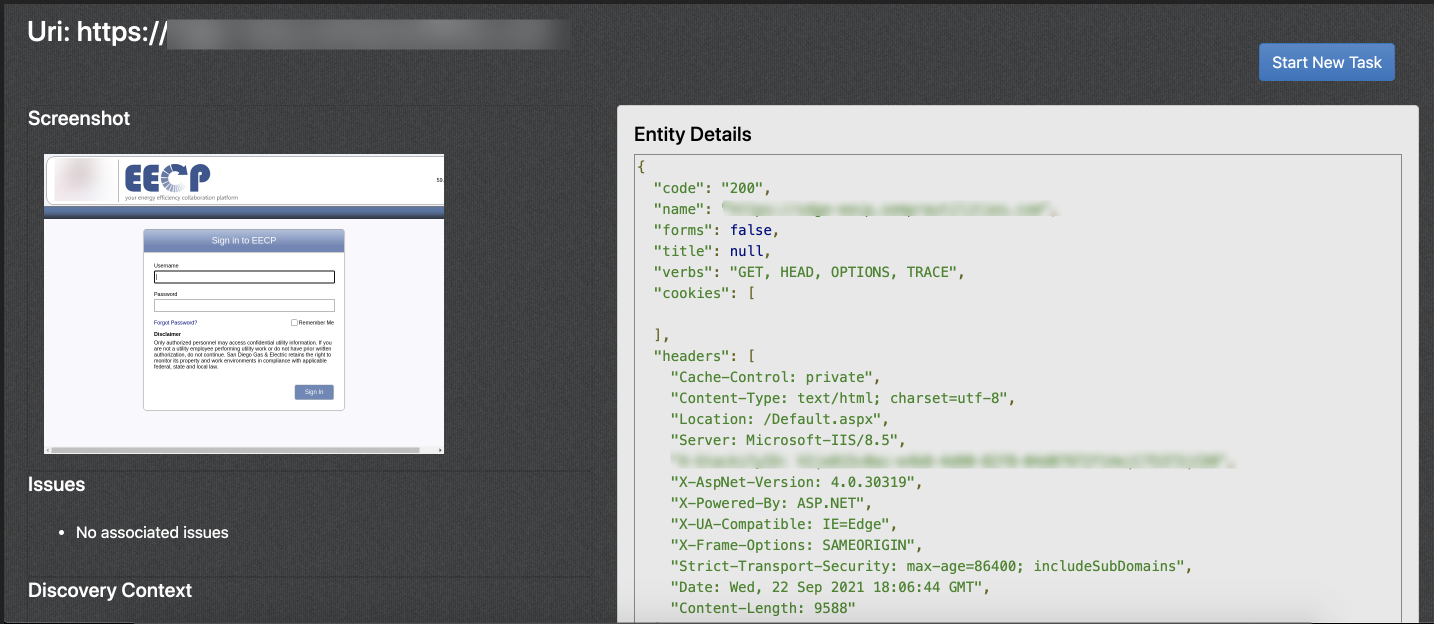 Uri: https://
Start New Task
Screenshot
EECP
your energy efficiency collaboration platform
59.
Sign in to EECP
Username
Password
Forgot Password?
Remember Me
Disclaimer
Only authorized personnel may access confidential utility information. If you
are not a utility employee performing utility work or do not have prior written
authorization, do not continue. San Diego Gas & Electric retains the right to
monitor its property and work environments in compliance with applicable
federal, state and local law.
Sign In
Issues
• No associated issues
Discovery Context
Entity Details
{
"code": "200",
"name":
"forms": false,
"title": null,
"verbs": "GET, HEAD, OPTIONS, TRACE",
"cookies": [
],
"headers": [
"Cache-Control: private",
"Content-Type: text/html; charset=utf-8",
"Location: /Default.aspx",
"Server: Microsoft-IIS/8.5",
"X-AspNet-Version: 4.0.30319",
"X-Powered-By: ASP.NET",
"X-UA-Compatible: IE=Edge",
"X-Frame-Options: SAMEORIGIN",
"Strict-Transport-Security: max-age=86400; includeSubDomains",
"Date: Wed, 22 Sep 2021 18:06:44 GMT",
"Content-Length: 9588"